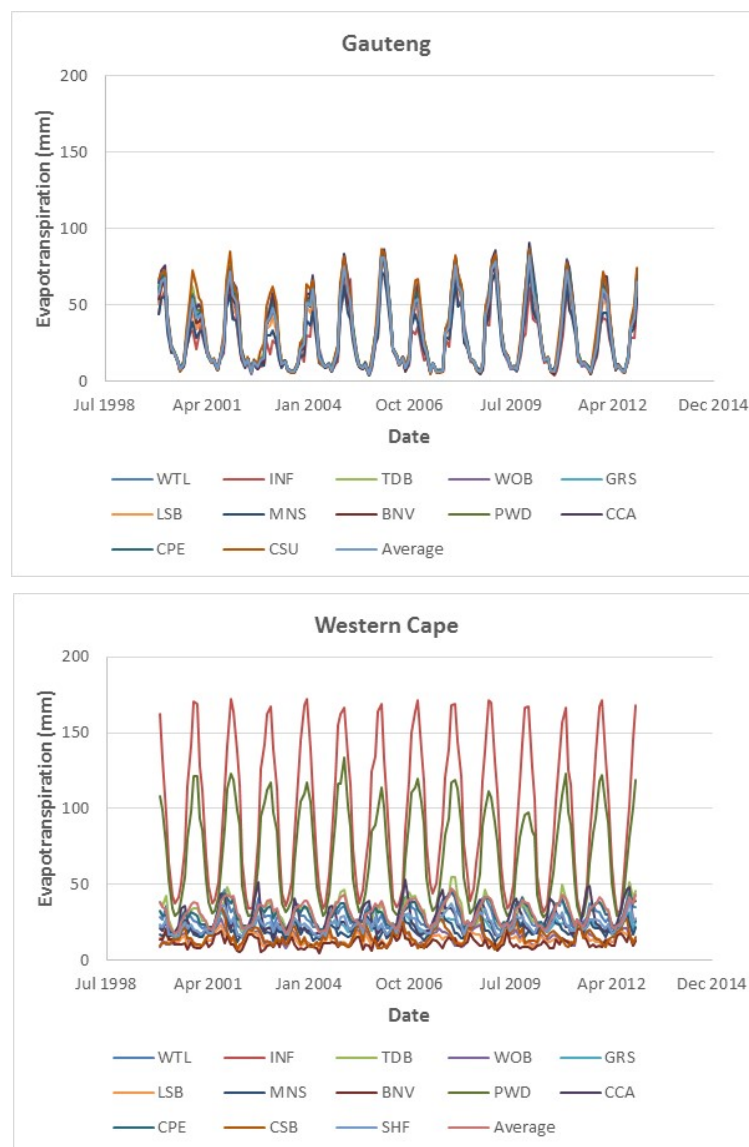 Gauteng
200
150
100
50
0
Evapotranspiration (mm)
Jul 1998 Apr 2001 Jan 2004 Oct 2006 Jul 2009 Apr 2012 Dec 2014
Date
WTL INF TDB WOB GRS
LSB MNS BNV PWD CCA
CPE CSU Average
Western Cape
200
150
100
50
0
Evapotranspiration (mm)
Jul 1998 Apr 2001 Jan 2004 Oct 2006 Jul 2009 Apr 2012 Dec 2014
Date
WTL INF TDB WOB GRS
LSB MNS BNV PWD CCA
CPE CSB SHF Average